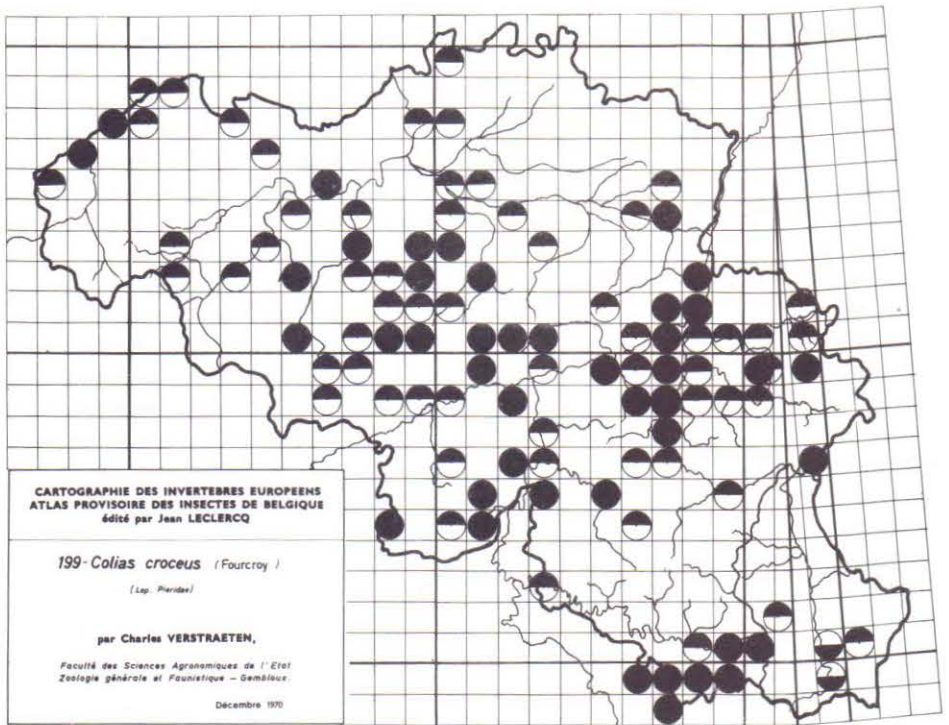 CARTOGRAPHIE DES INVERTEBRES EUROPEENS
ATLAS PROVISOIRE DES INSECTES DE BELGIQUE
édité par Jean LECLERCQ
199-Colias croceus (Fourcroy)
(Lep. Pieridae)
par Charles VERSTRAETEN,
Faculté des Sciences Agronomiques de l'Etat
Zoologie générale et Faunistique - Gembloux.
Décembre 1970